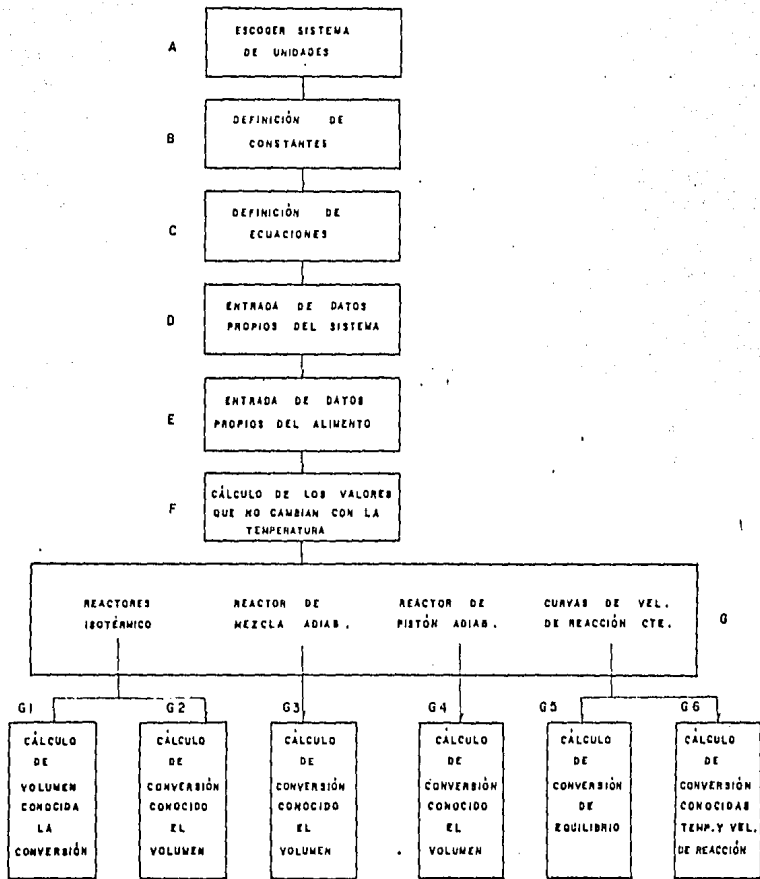 A
ESCOGER SISTEMA
DE UNIDADES
B
DEFINICIÓN DE
CONSTANTES
C
DEFINICIÓN DE
ECUACIONES
D
ENTRADA DE DATOS
PROPIOS DEL SISTEMA
E
ENTRADA DE DATOS
PROPIOS DEL ALIMENTO
F
CÁLCULO DE LOS VALORES
QUE NO CAMBIAN CON LA
TEMPERATURA
REACTORES
ISOTÉRMICO
REACTOR DE
MEZCLA ADIAB.
REACTOR DE
PISTÓN ADIAB.
CURVAS DE VEL.
DE REACCIÓN CTE.
G
G1
CÁLCULO
DE
VOLUMEN
CONOCIDA
LA
CONVERSIÓN
G2
CÁLCULO
DE
CONVERSIÓN
CONOCIDO
EL
VOLUMEN
G3
CÁLCULO
DE
CONVERSIÓN
CONOCIDO
EL
VOLUMEN
G4
CÁLCULO
DE
CONVERSIÓN
CONOCIDO
EL
VOLUMEN
G5
CÁLCULO
DE
CONVERSIÓN
DE
EQUILIBRIO
G6
CÁLCULO
DE
CONVERSIÓN
CONOCIDAS
TEMP. Y VEL.
DE REACCIÓN